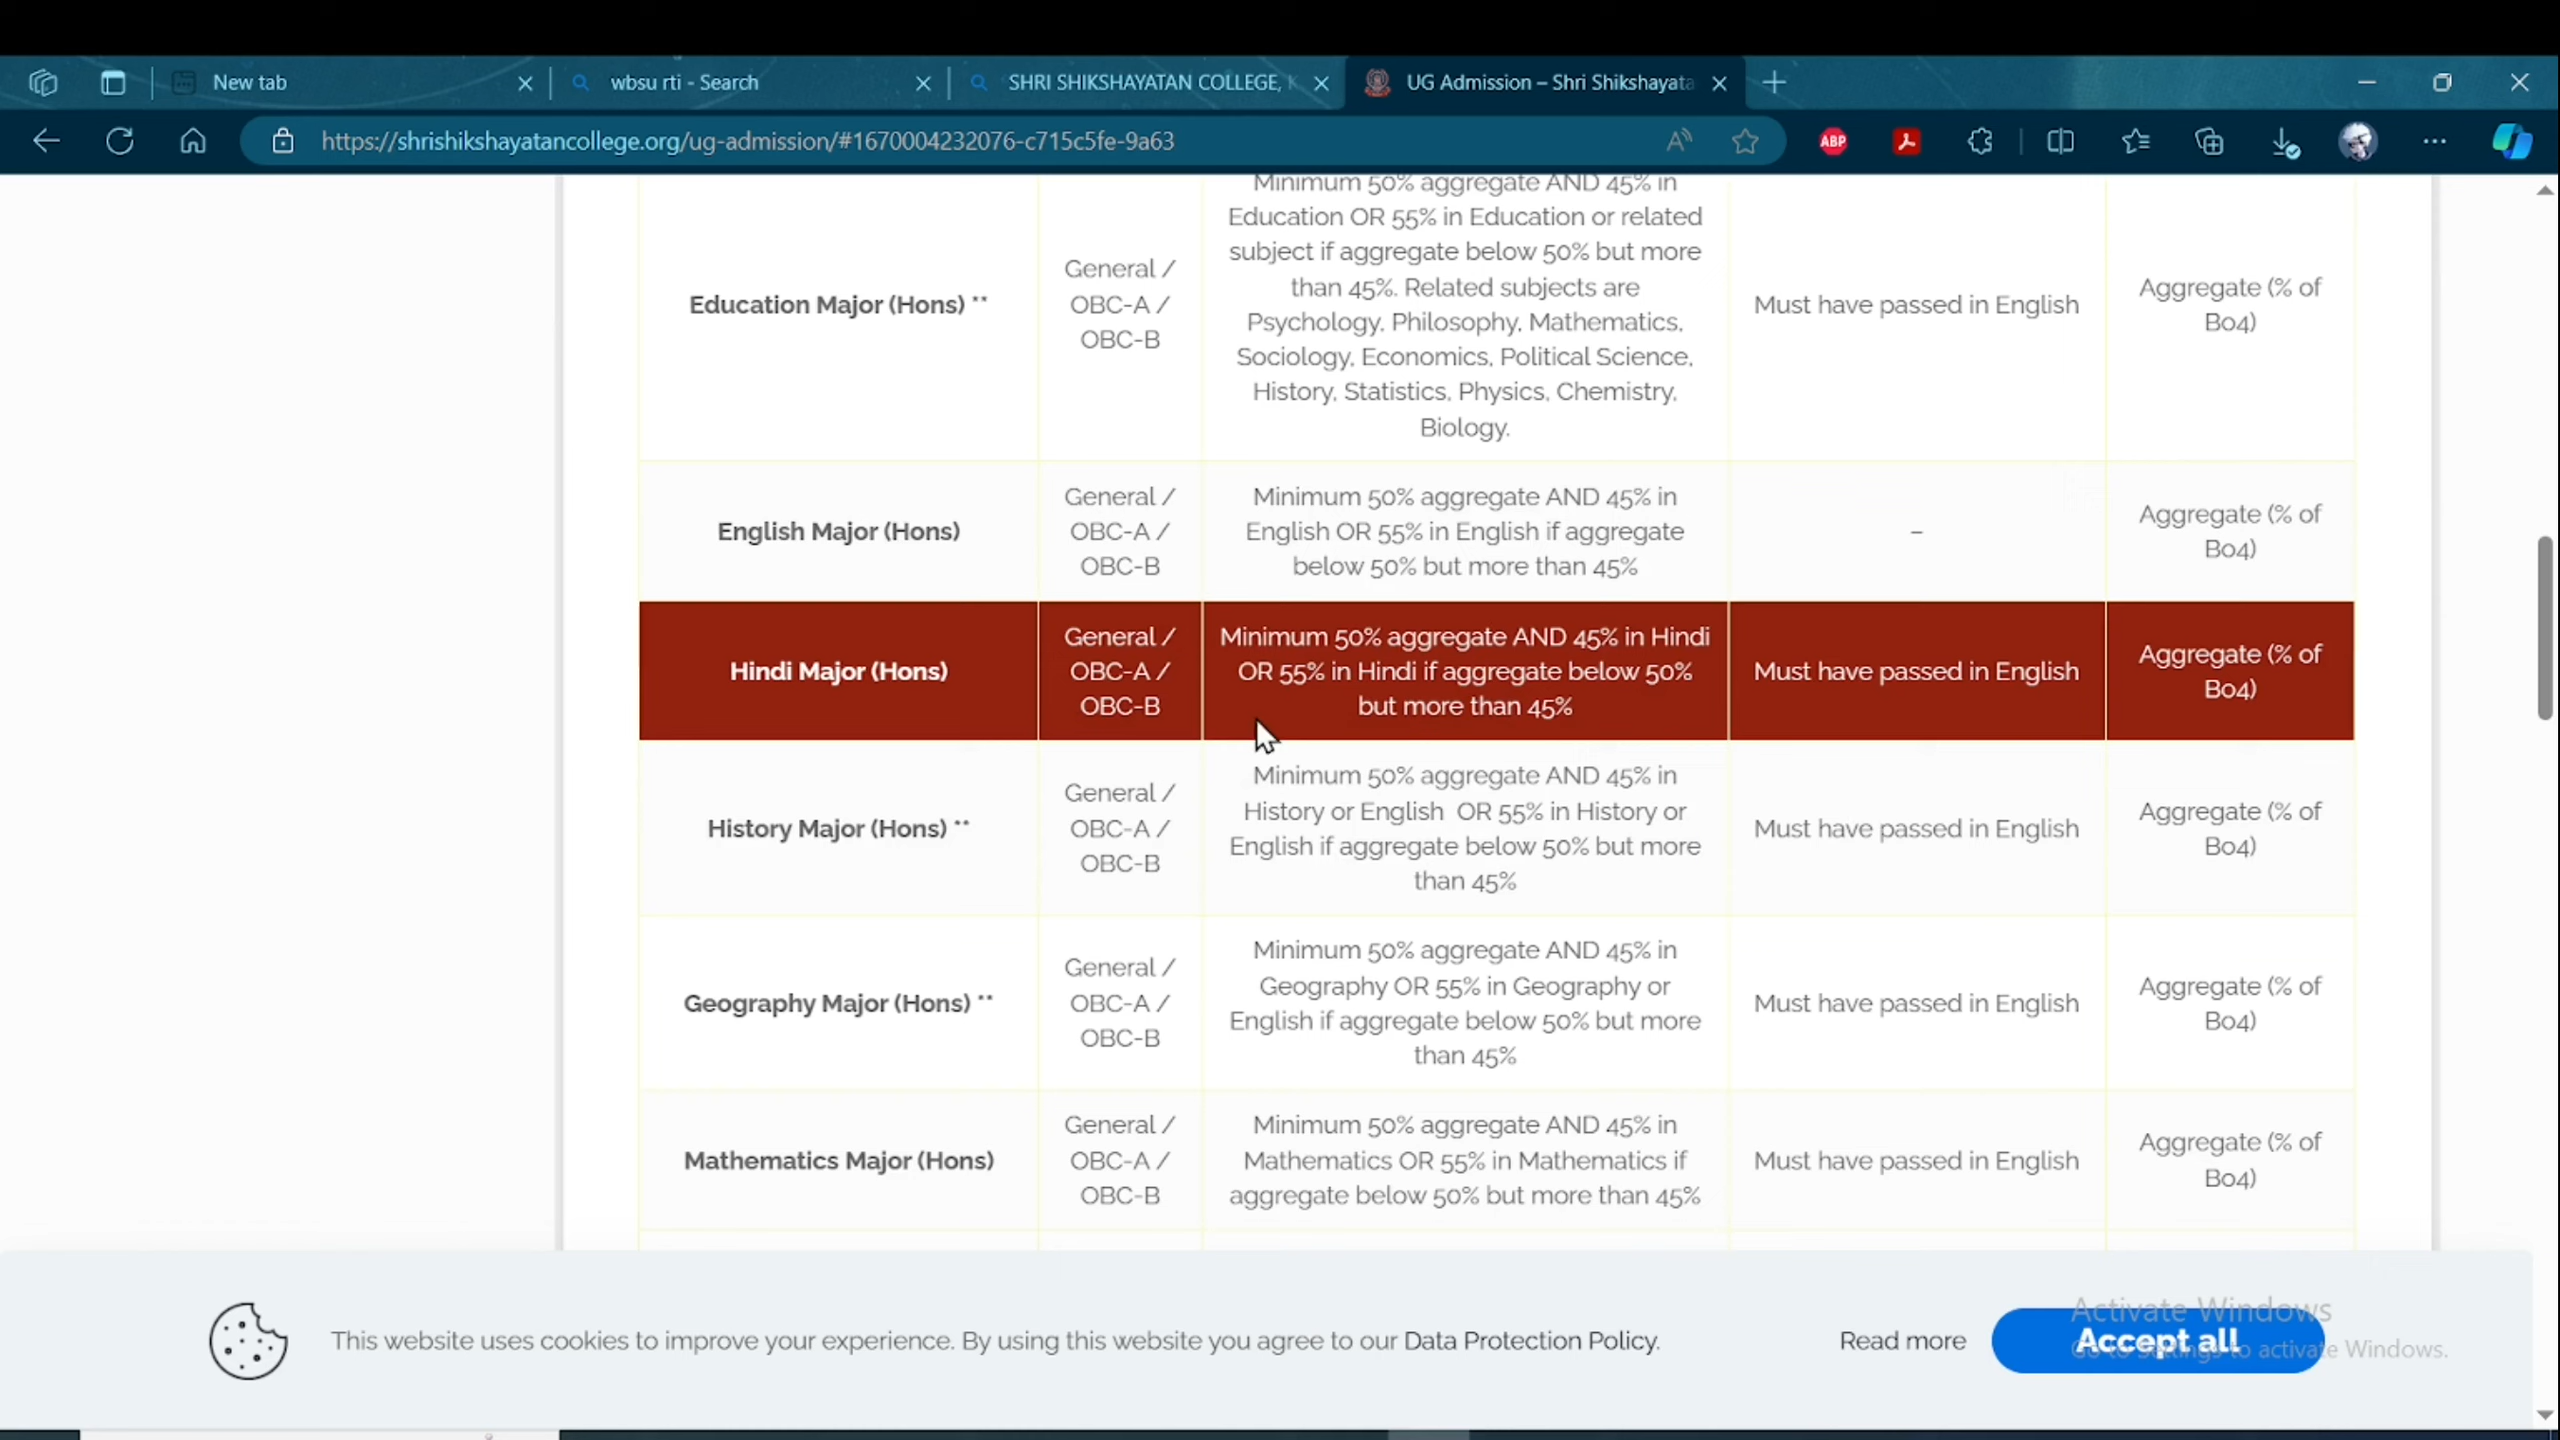 New tab
wbsu rti - Search
SHRI SHIKSHAYATAN COLLEGE,
UG Admission – Shri Shikshayata
https://shrishikshayatancollege.org/ug-admission/#1670004232076-c715c5fe-9a63
ABP
Education Major (Hons) **
General /
OBC-A /
OBC-B
Minimum 50% aggregate AND 45% in
Education OR 55% in Education or related
subject if aggregate below 50% but more
than 45%. Related subjects are
Psychology, Philosophy, Mathematics,
Sociology, Economics, Political Science,
History, Statistics, Physics, Chemistry,
Biology.
Must have passed in English
Aggregate (% of
Bo4)
English Major (Hons)
General /
OBC-A /
OBC-B
Minimum 50% aggregate AND 45% in
English OR 55% in English if aggregate
below 50% but more than 45%
–
Aggregate (% of
Bo4)
Hindi Major (Hons)
General /
OBC-A /
OBC-B
Minimum 50% aggregate AND 45% in Hindi
OR 55% in Hindi if aggregate below 50%
but more than 45%
Must have passed in English
Aggregate (% of
Bo4)
History Major (Hons) **
General /
OBC-A /
OBC-B
Minimum 50% aggregate AND 45% in
History or English OR 55% in History or
English if aggregate below 50% but more
than 45%
Must have passed in English
Aggregate (% of
Bo4)
Geography Major (Hons) **
General /
OBC-A /
OBC-B
Minimum 50% aggregate AND 45% in
Geography OR 55% in Geography or
English if aggregate below 50% but more
than 45%
Must have passed in English
Aggregate (% of
Bo4)
Mathematics Major (Hons)
General /
OBC-A /
OBC-B
Minimum 50% aggregate AND 45% in
Mathematics OR 55% in Mathematics if
aggregate below 50% but more than 45%
Must have passed in English
Aggregate (% of
Bo4)
This website uses cookies to improve your experience. By using this website you agree to our Data Protection Policy.
Read more
Accept all
Activate Windows
Go to Settings to activate Windows.